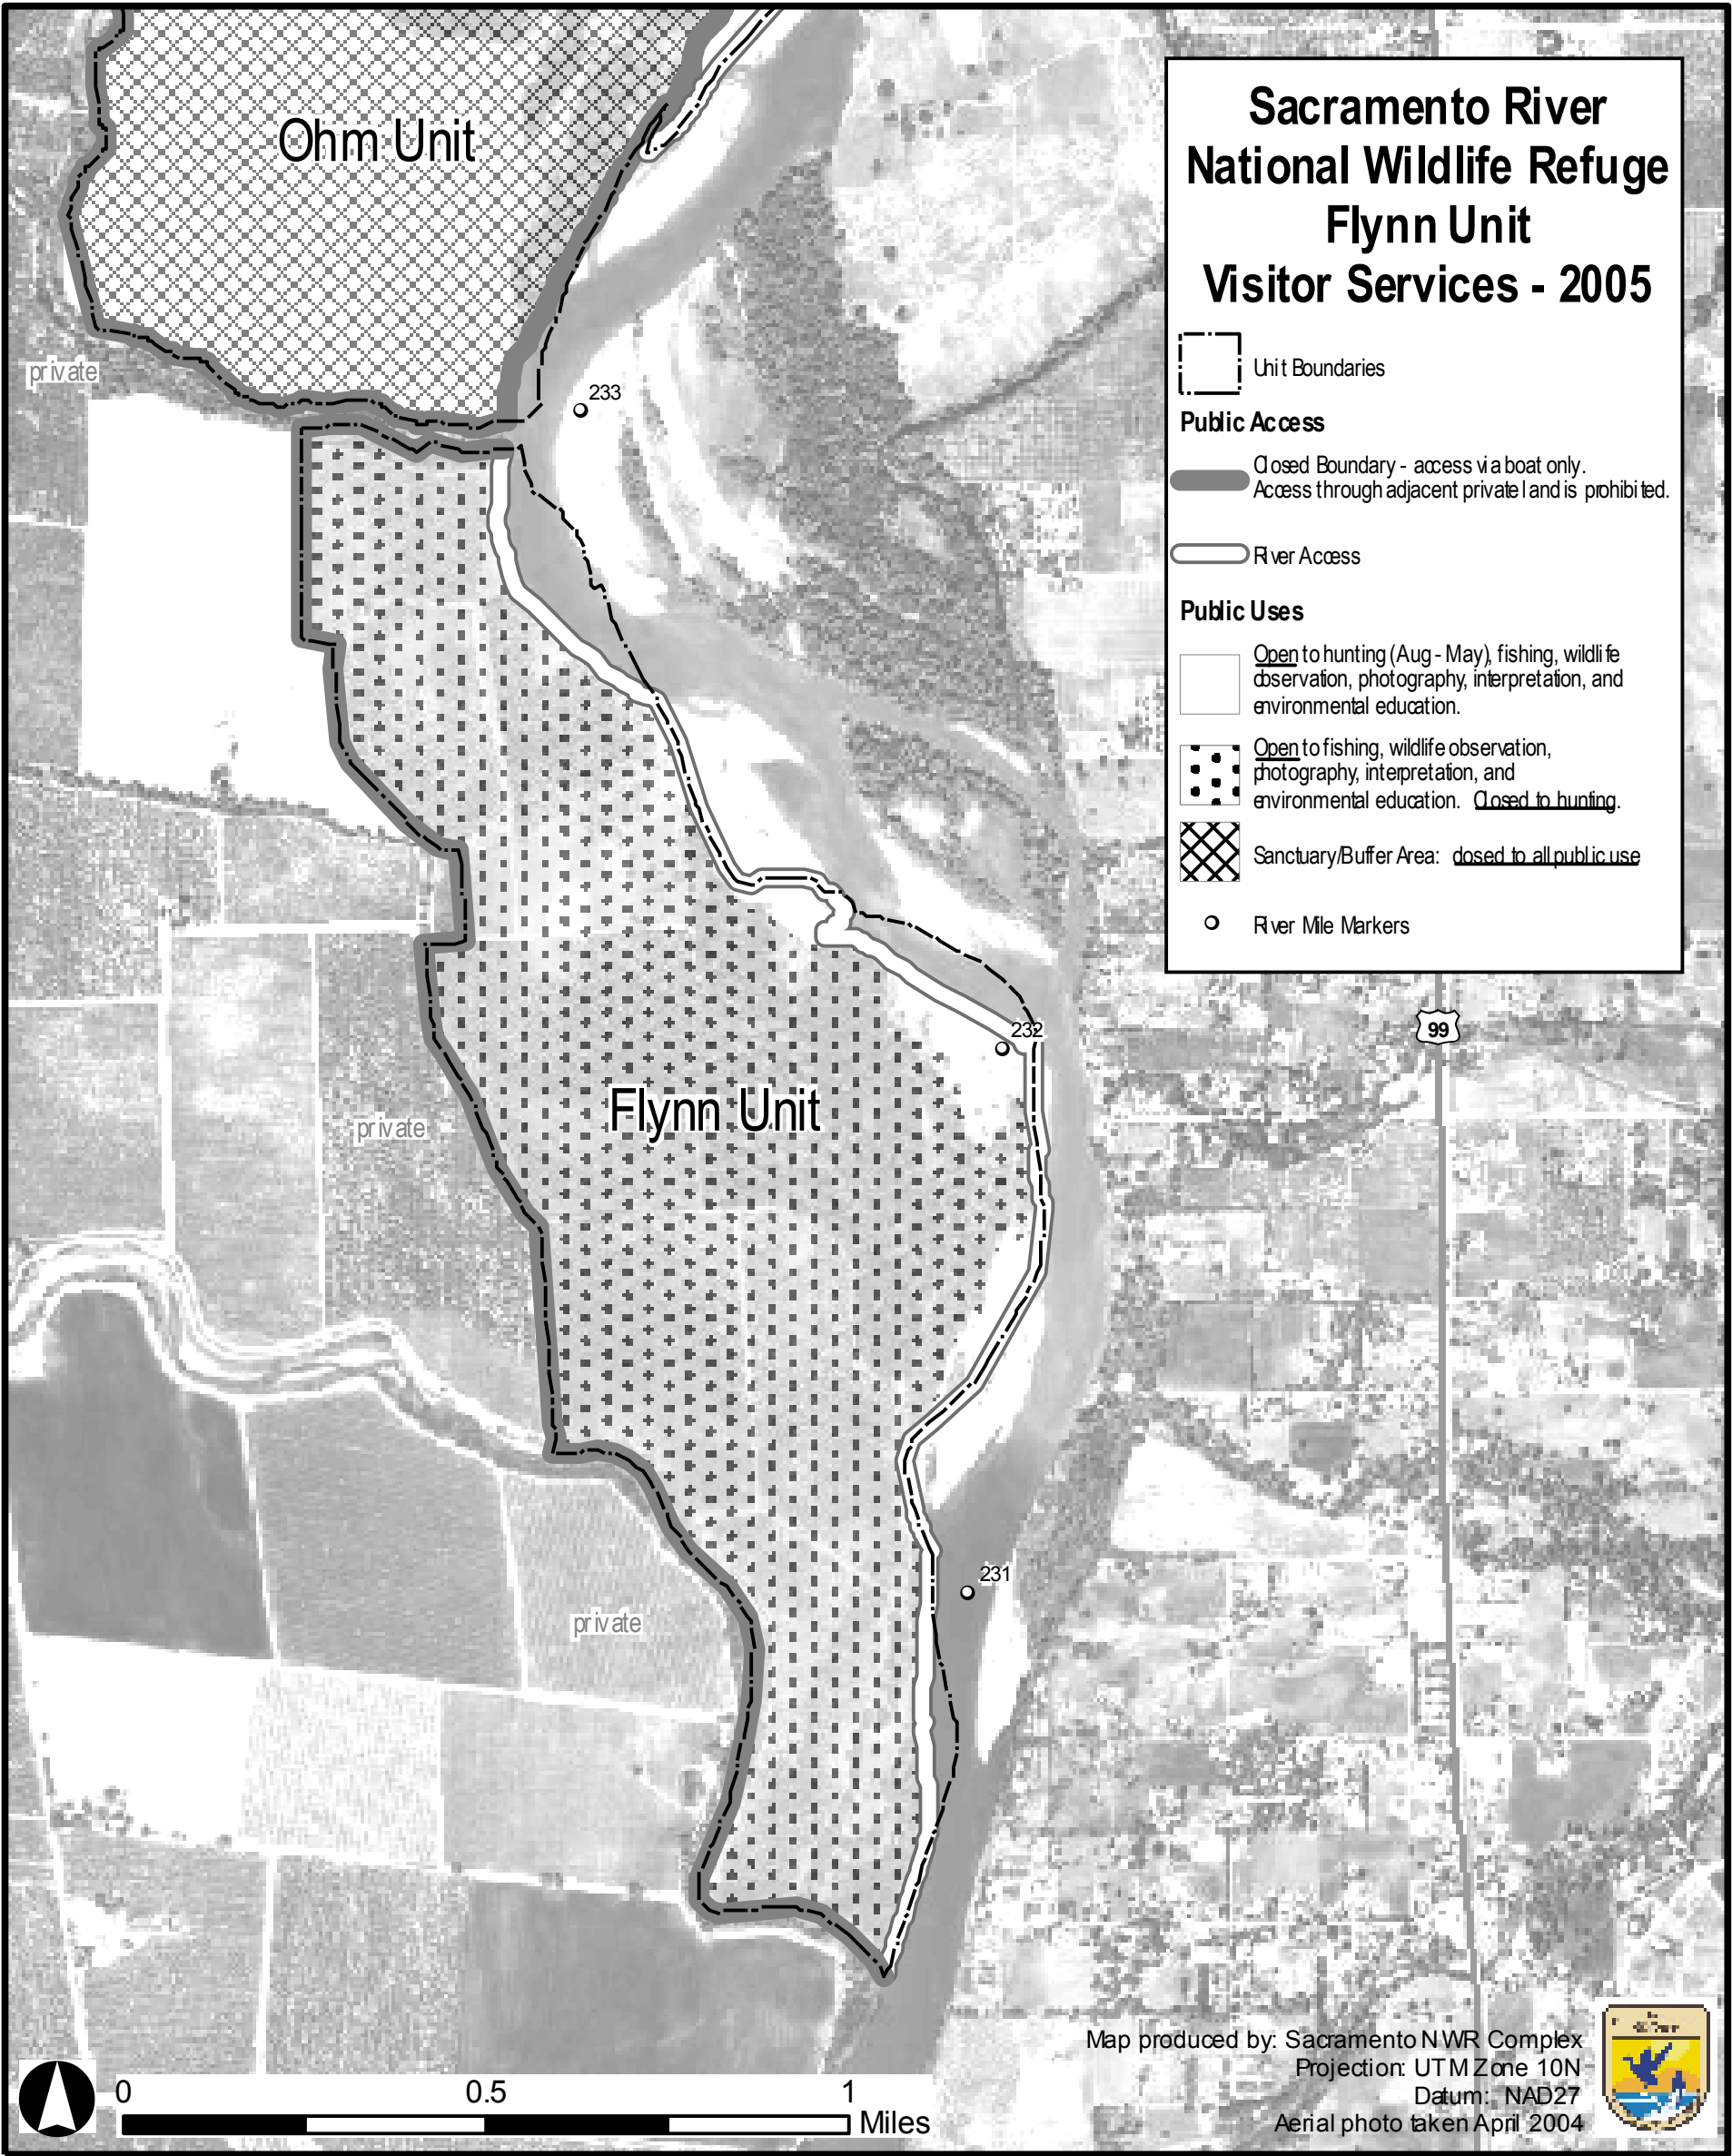 Ohm Unit
Sacramento River
National Wildlife Refuge
Flynn Unit
Visitor Services - 2005
Unit Boundaries
Public Access
Closed Boundary - access via boat only.
Access through adjacent private land is prohibited.
River Access
Public Uses
Open to hunting (Aug - May), fishing, wildlife
observation, photography, interpretation, and
environmental education.
Open to fishing, wildlife observation,
photography, interpretation, and
environmental education. Closed to hunting.
Sanctuary/Buffer Area: closed to all public use
River Mile Markers
private
233
232
99
Flynn Unit
private
231
private
Map produced by: Sacramento NWR Complex
Projection: UTM Zone 10N
Datum: NAD27
Aerial photo taken April 2004
0 0.5 1
Miles